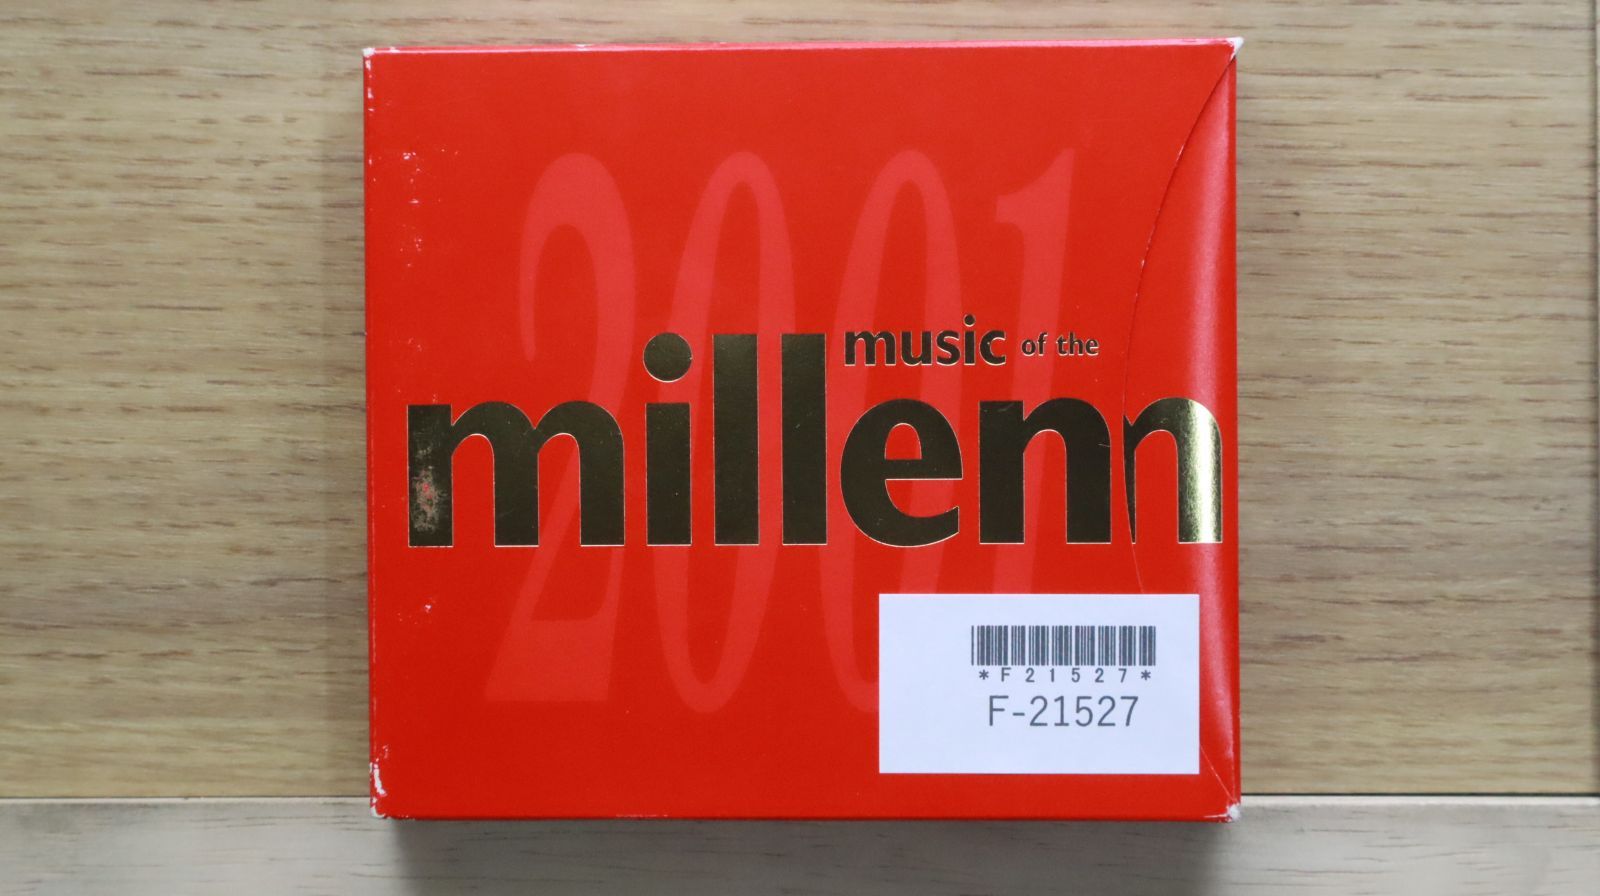 2001
music of the
millenn
*F21527*
F-21527